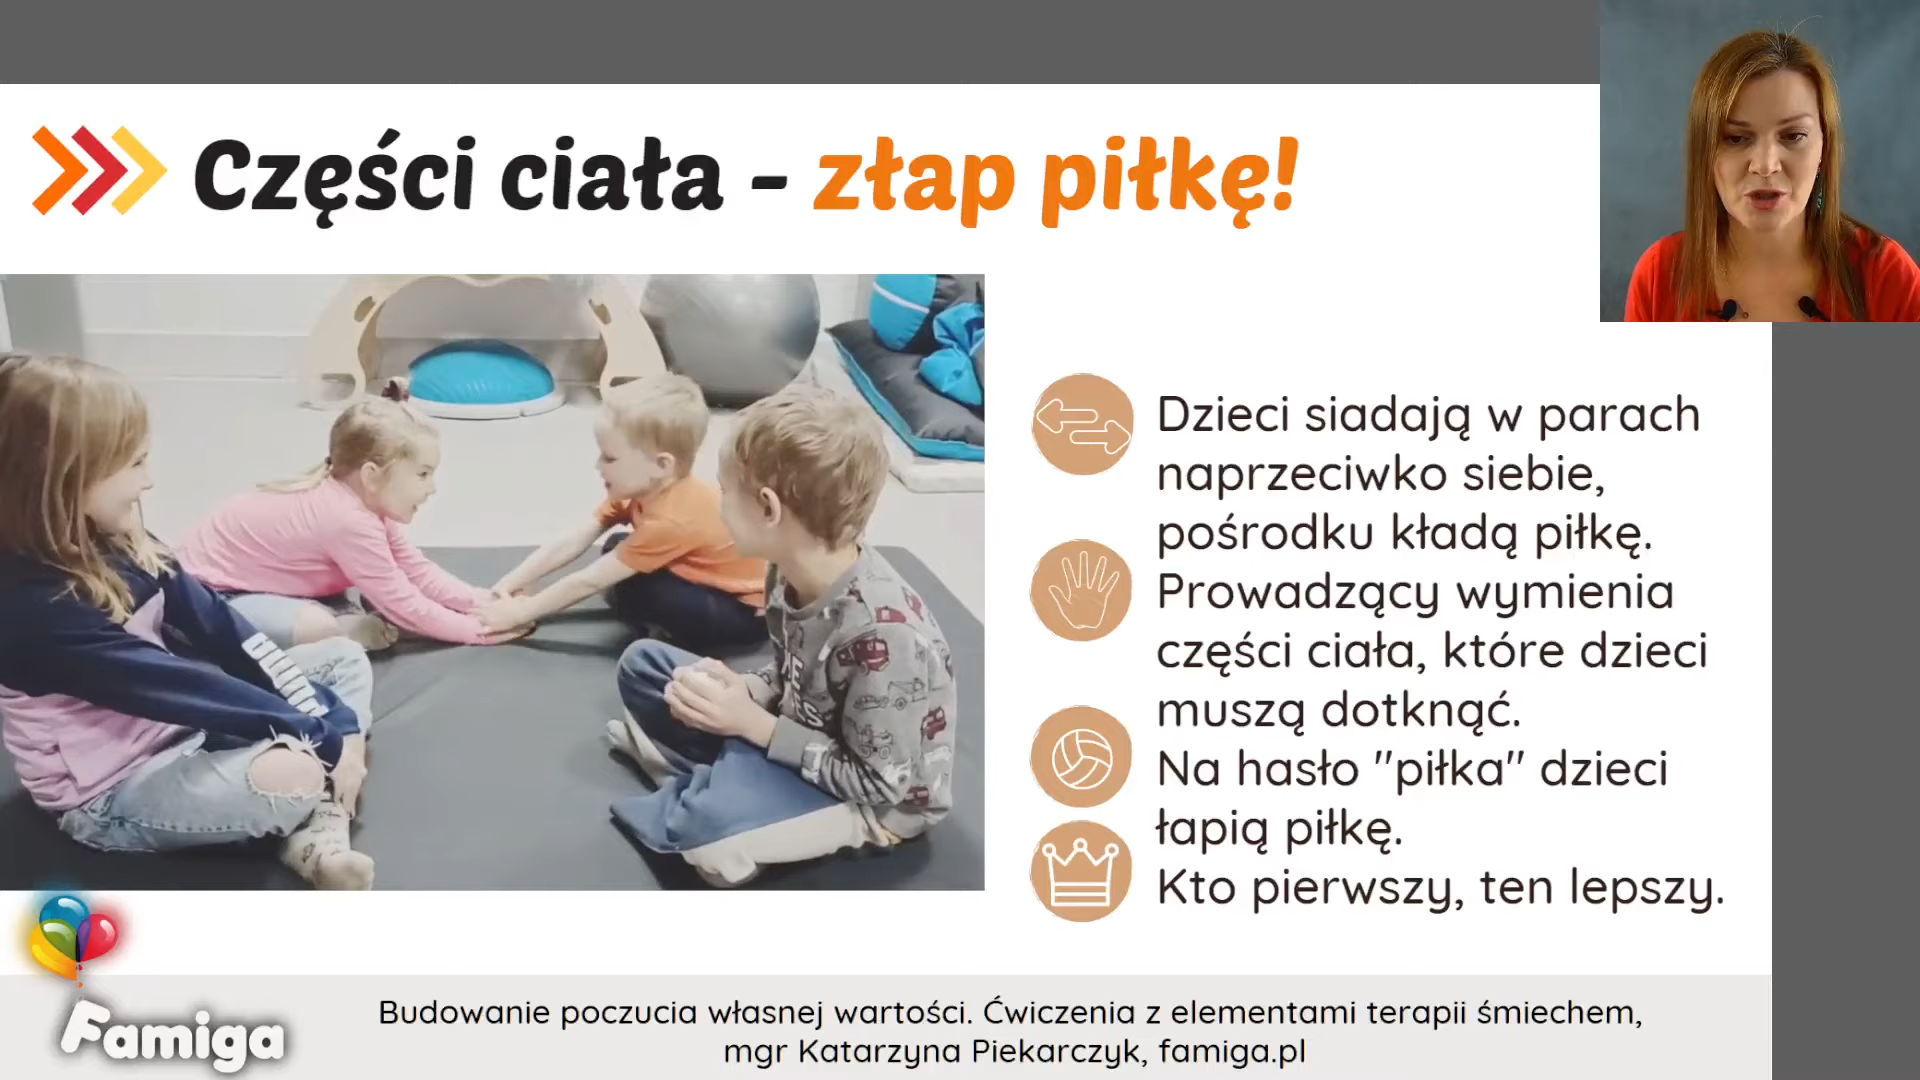 Części ciała - złap piłkę!
Dzieci siadają w parach
naprzeciwko siebie,
pośrodku kładą piłkę.
Prowadzący wymienia
części ciała, które dzieci
muszą dotknąć.
Na hasło "piłka" dzieci
łapią piłkę.
Kto pierwszy, ten lepszy.
Famiga
Budowanie poczucia własnej wartości. Ćwiczenia z elementami terapii śmiechem,
mgr Katarzyna Piekarczyk, famiga.pl